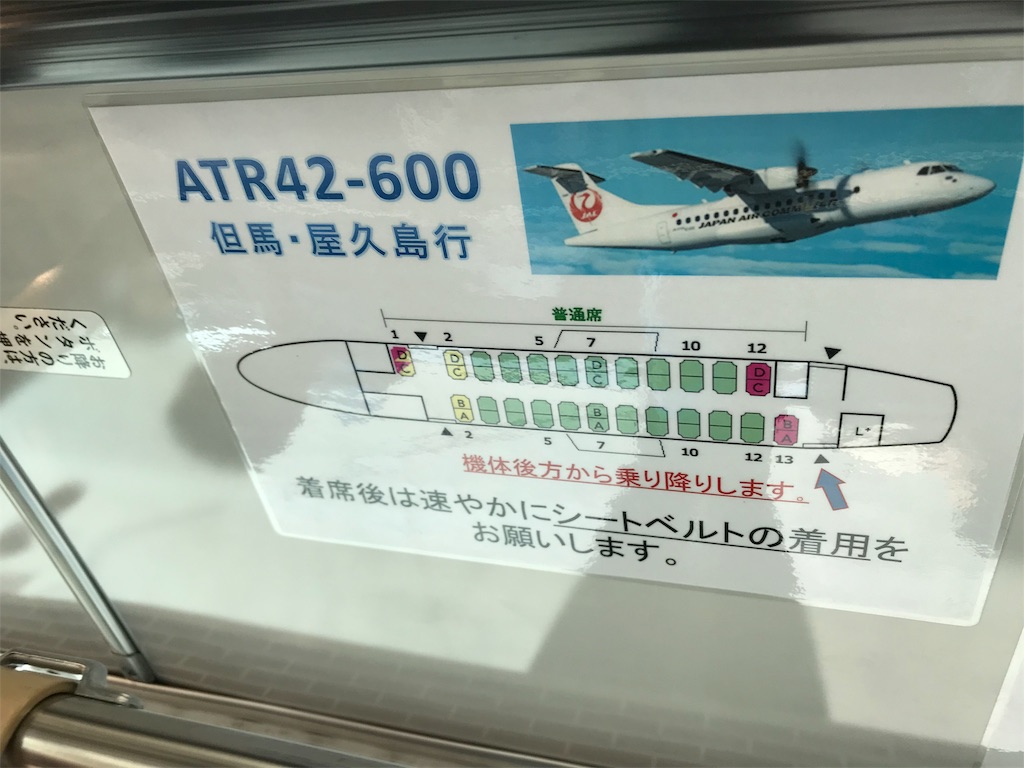 ATR42-600
但馬・屋久島行
JAL
JAPAN AIR COMMUTER
普通席
1 2 5 7 10 12
D D D D
C C C C
B B B
A A A
2 5 7 10 12 13
L+
機体後方から乗り降りします。
着席後は速やかにシートベルトの着用を
お願いします。
お降りの方は
ボタンを押
ください。